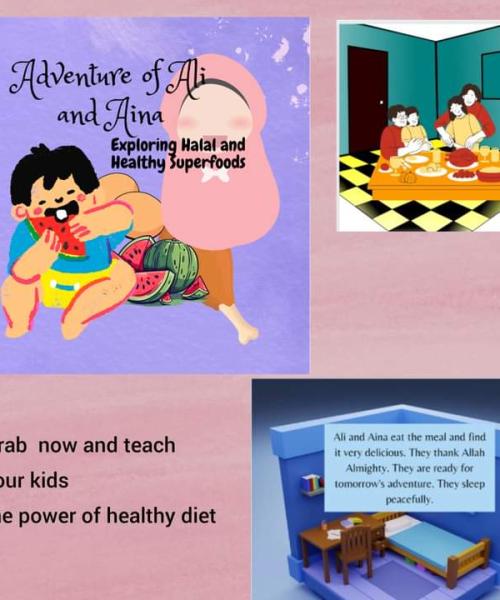 Adventure of Ali
and Aina
Exploring Halal and
Healthy Superfoods
rab now and teach
our kids
e power of healthy diet
Ali and Aina eat the meal and find
it very delicious. They thank Allah
Almighty. They are ready for
tomorrow's adventure. They sleep
peacefully.